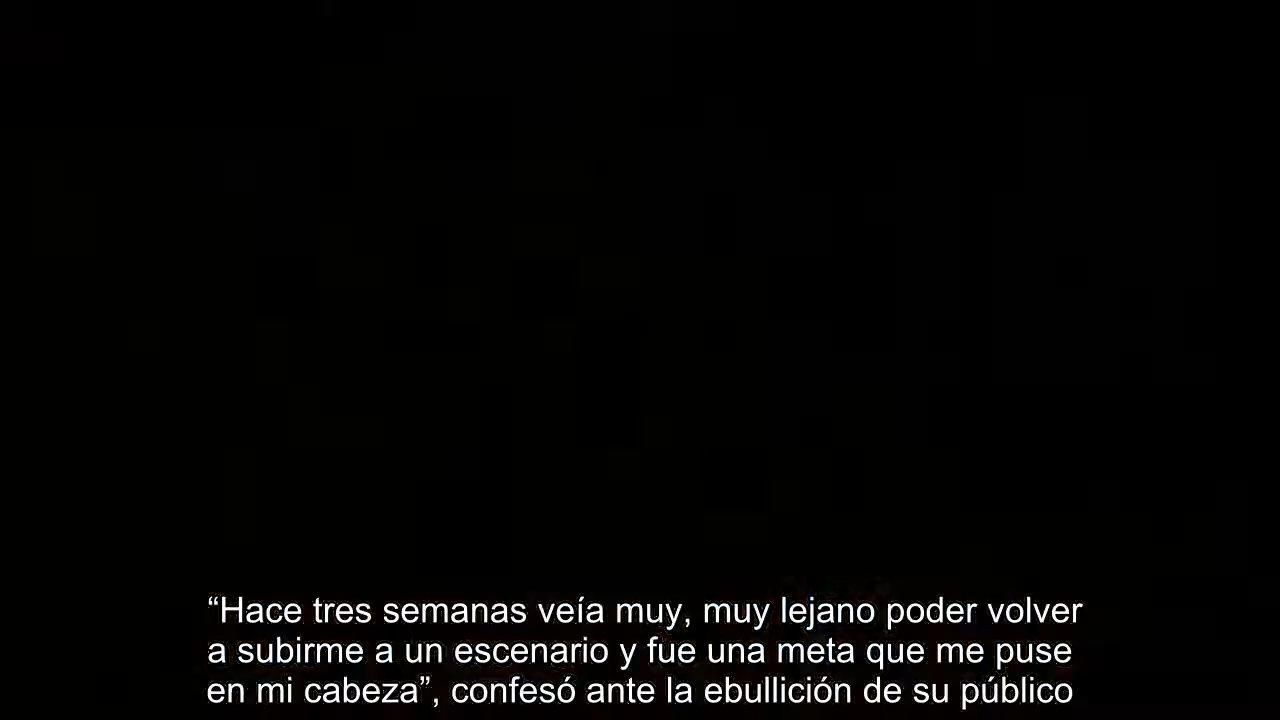 “Hace tres semanas veía muy, muy lejano poder volver
a subirme a un escenario y fue una meta que me puse
en mi cabeza”, confesó ante la ebullición de su público